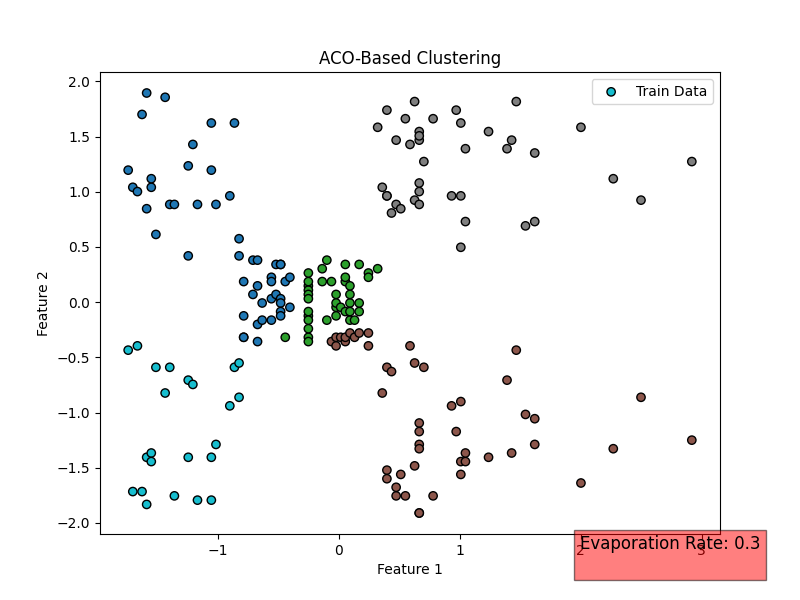 ACO-Based Clustering
Train Data
2.0
1.5
1.0
0.5
0.0
−0.5
−1.0
−1.5
−2.0
Feature 2
−1
0
1
2
3
Feature 1
Evaporation Rate: 0.3